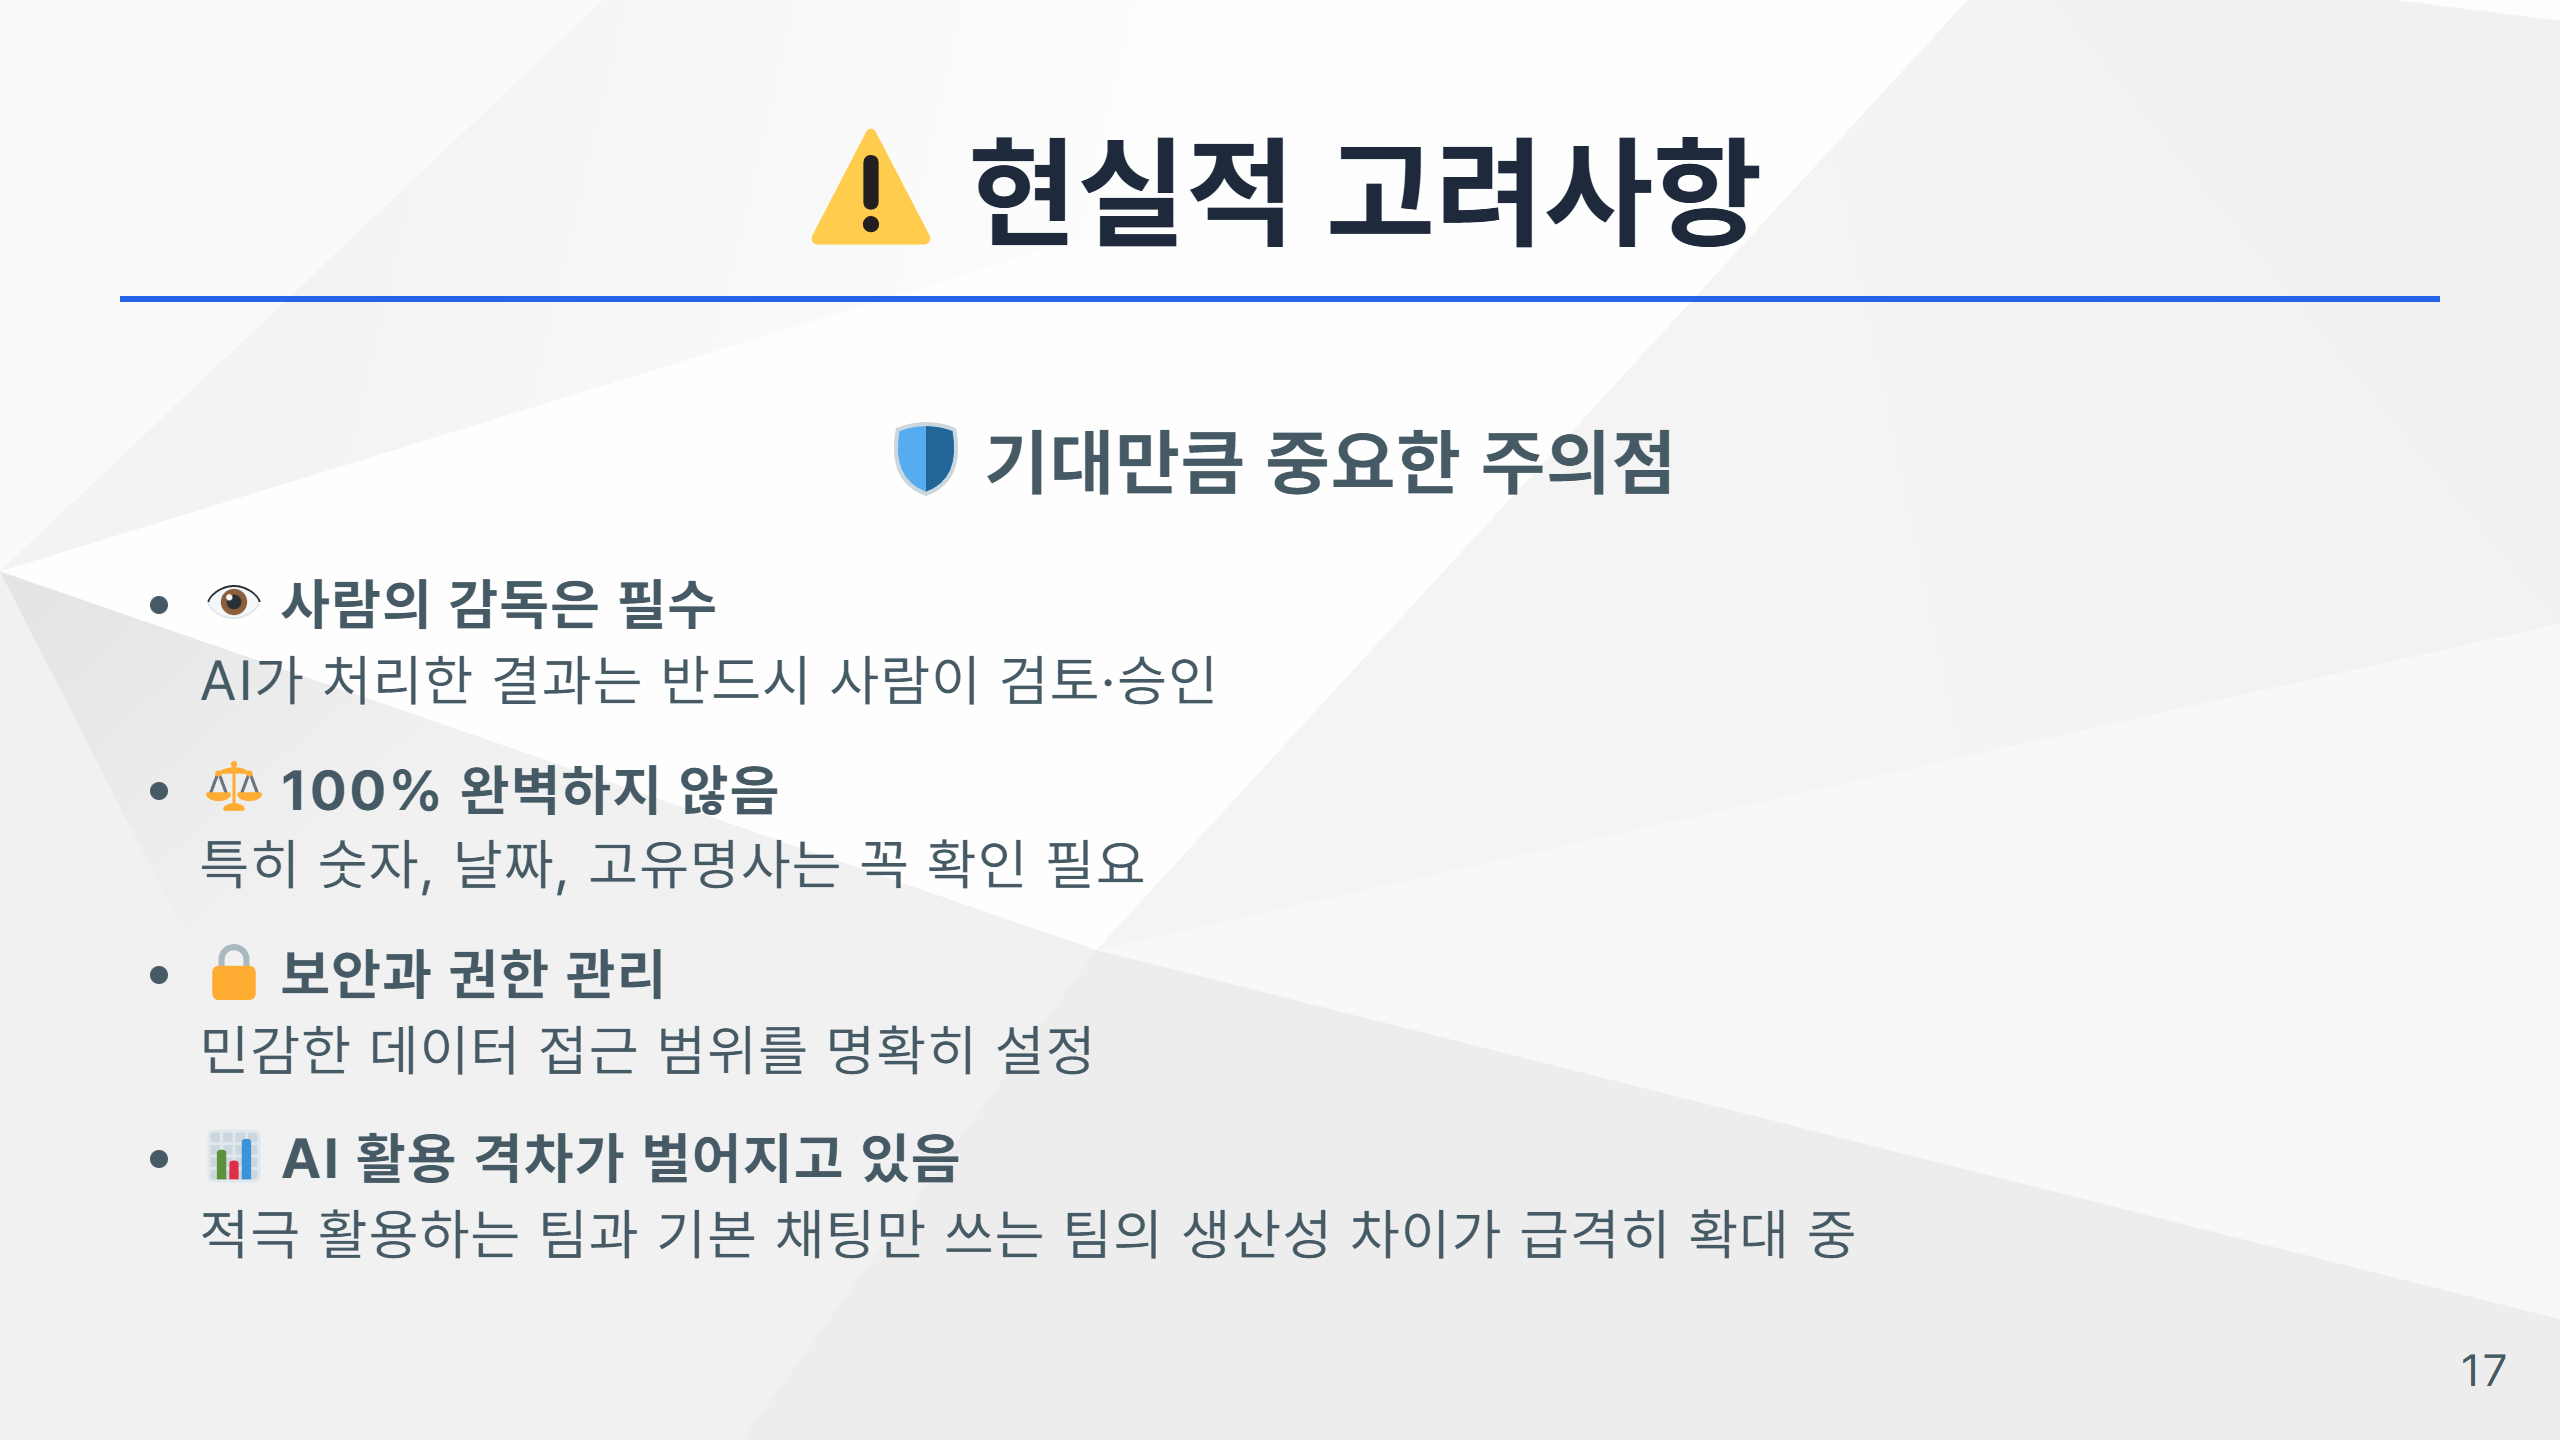 ⚠️ 현실적 고려사항
🛡️ 기대만큼 중요한 주의점
• 👁️ 사람의 감독은 필수
AI가 처리한 결과는 반드시 사람이 검토·승인
• ⚖️ 100% 완벽하지 않음
특히 숫자, 날짜, 고유명사는 꼭 확인 필요
• 🔒 보안과 권한 관리
민감한 데이터 접근 범위를 명확히 설정
• 📊 AI 활용 격차가 벌어지고 있음
적극 활용하는 팀과 기본 채팅만 쓰는 팀의 생산성 차이가 급격히 확대 중
17